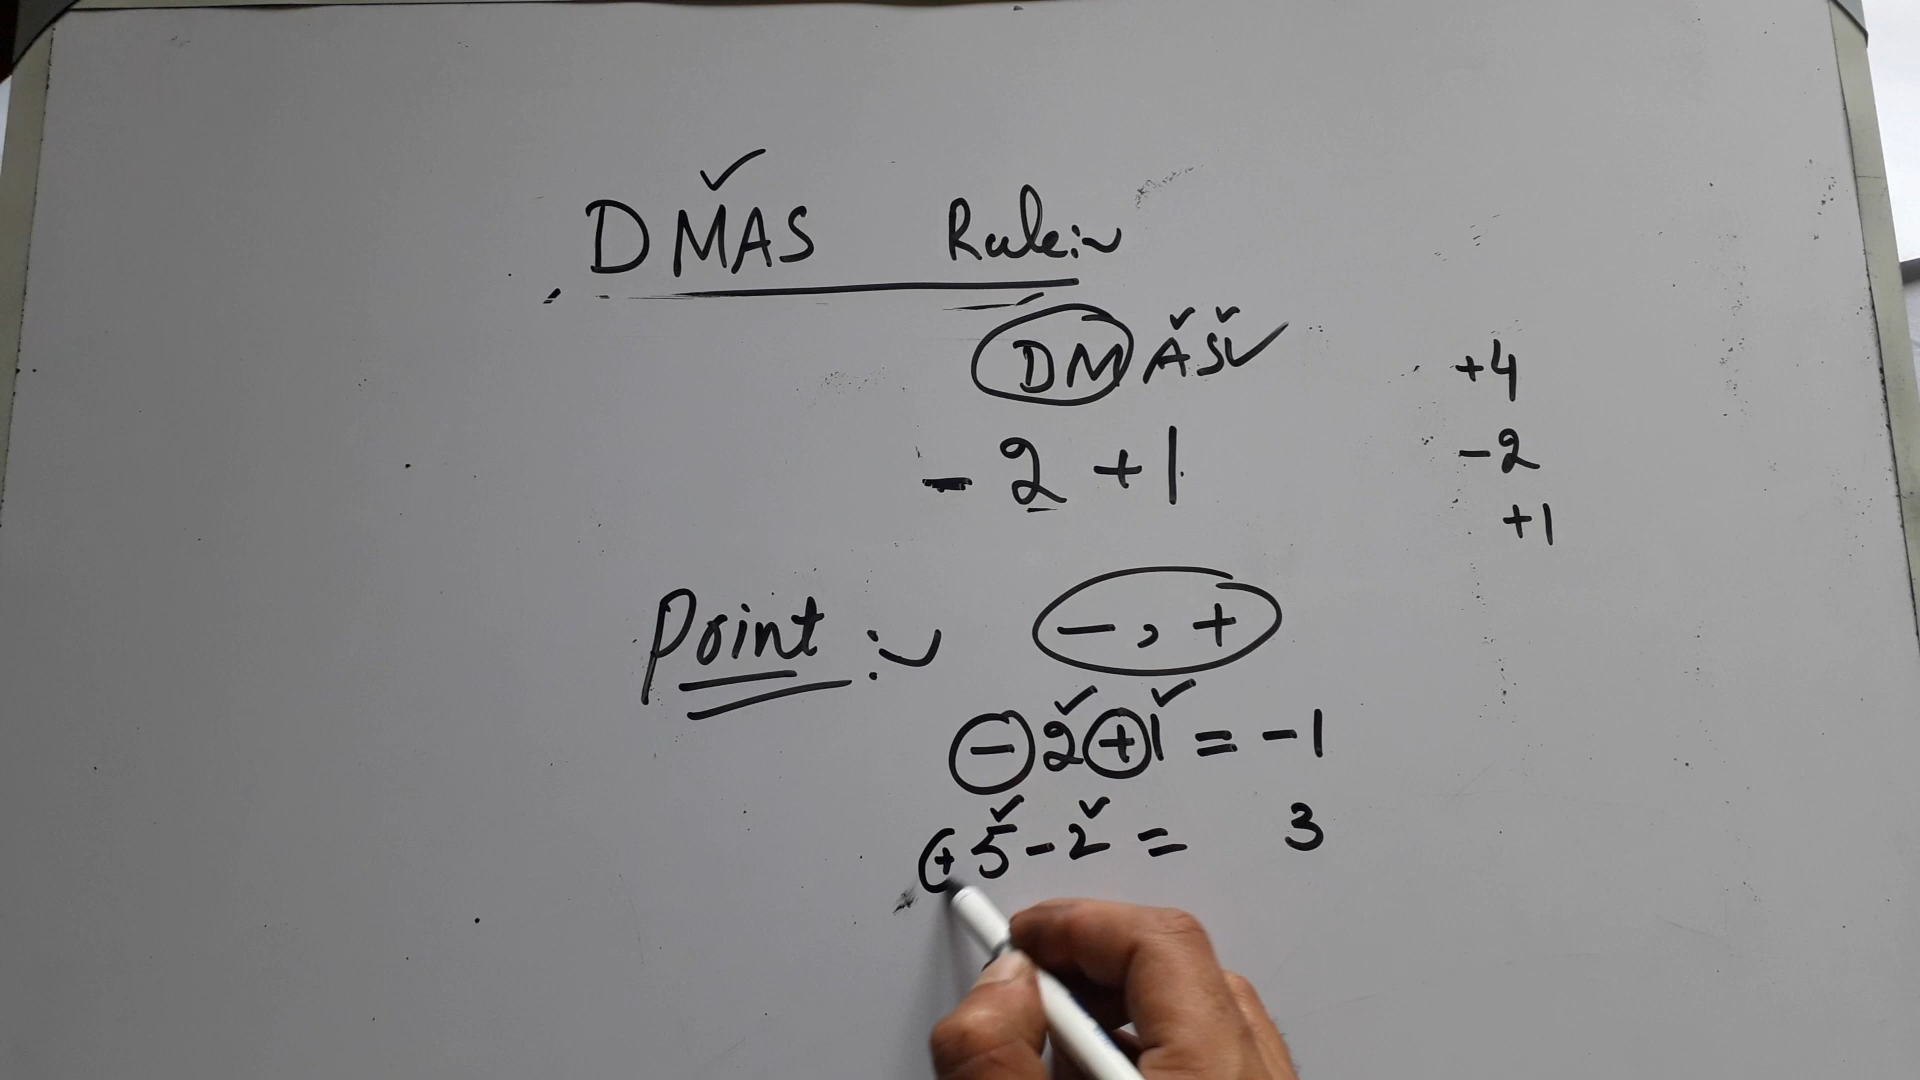 DMAS Rule:~
DMAS
+4
- 2 + 1
-2
+1
Point :~ -, +
- 2 + 1 = - 1
+ 5 - 2 = 3